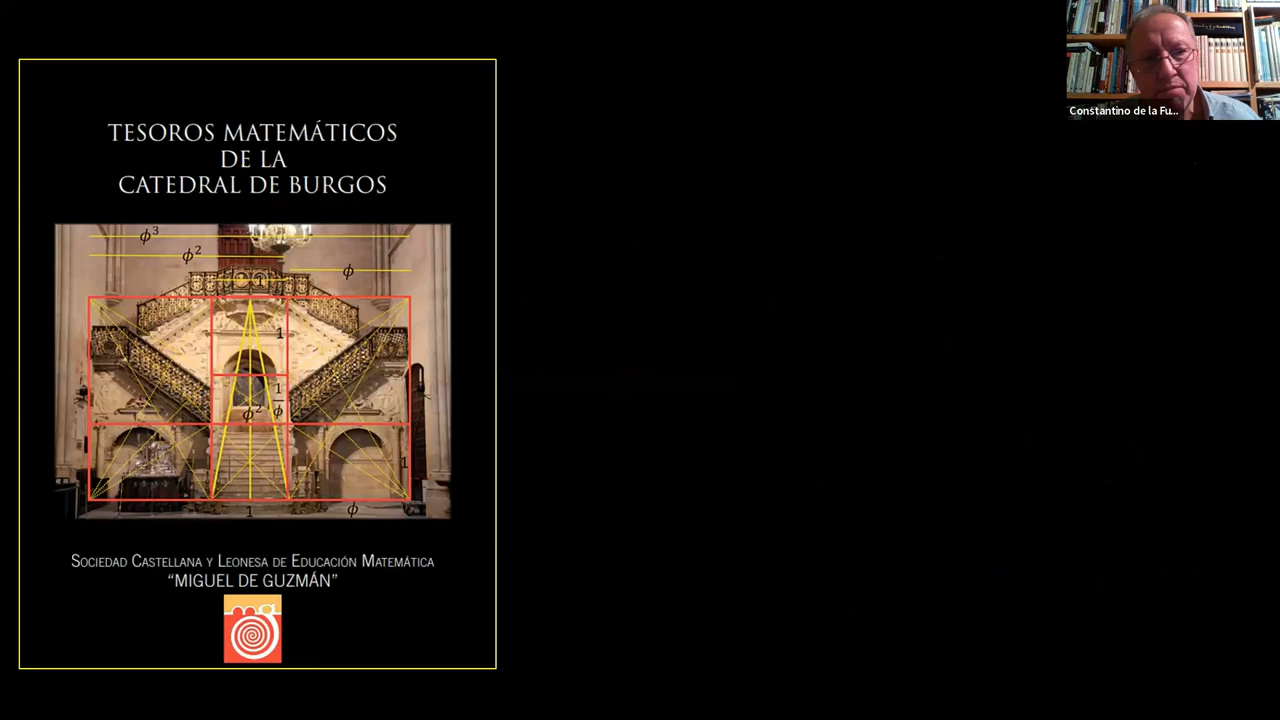 Constantino de la Fu...
TESOROS MATEMÁTICOS
DE LA
CATEDRAL DE BURGOS
ϕ³
ϕ²
ϕ
1
1
1/ϕ
ϕ²
1
1
ϕ
SOCIEDAD CASTELLANA Y LEONESA DE EDUCACIÓN MATEMÁTICA
“MIGUEL DE GUZMÁN”